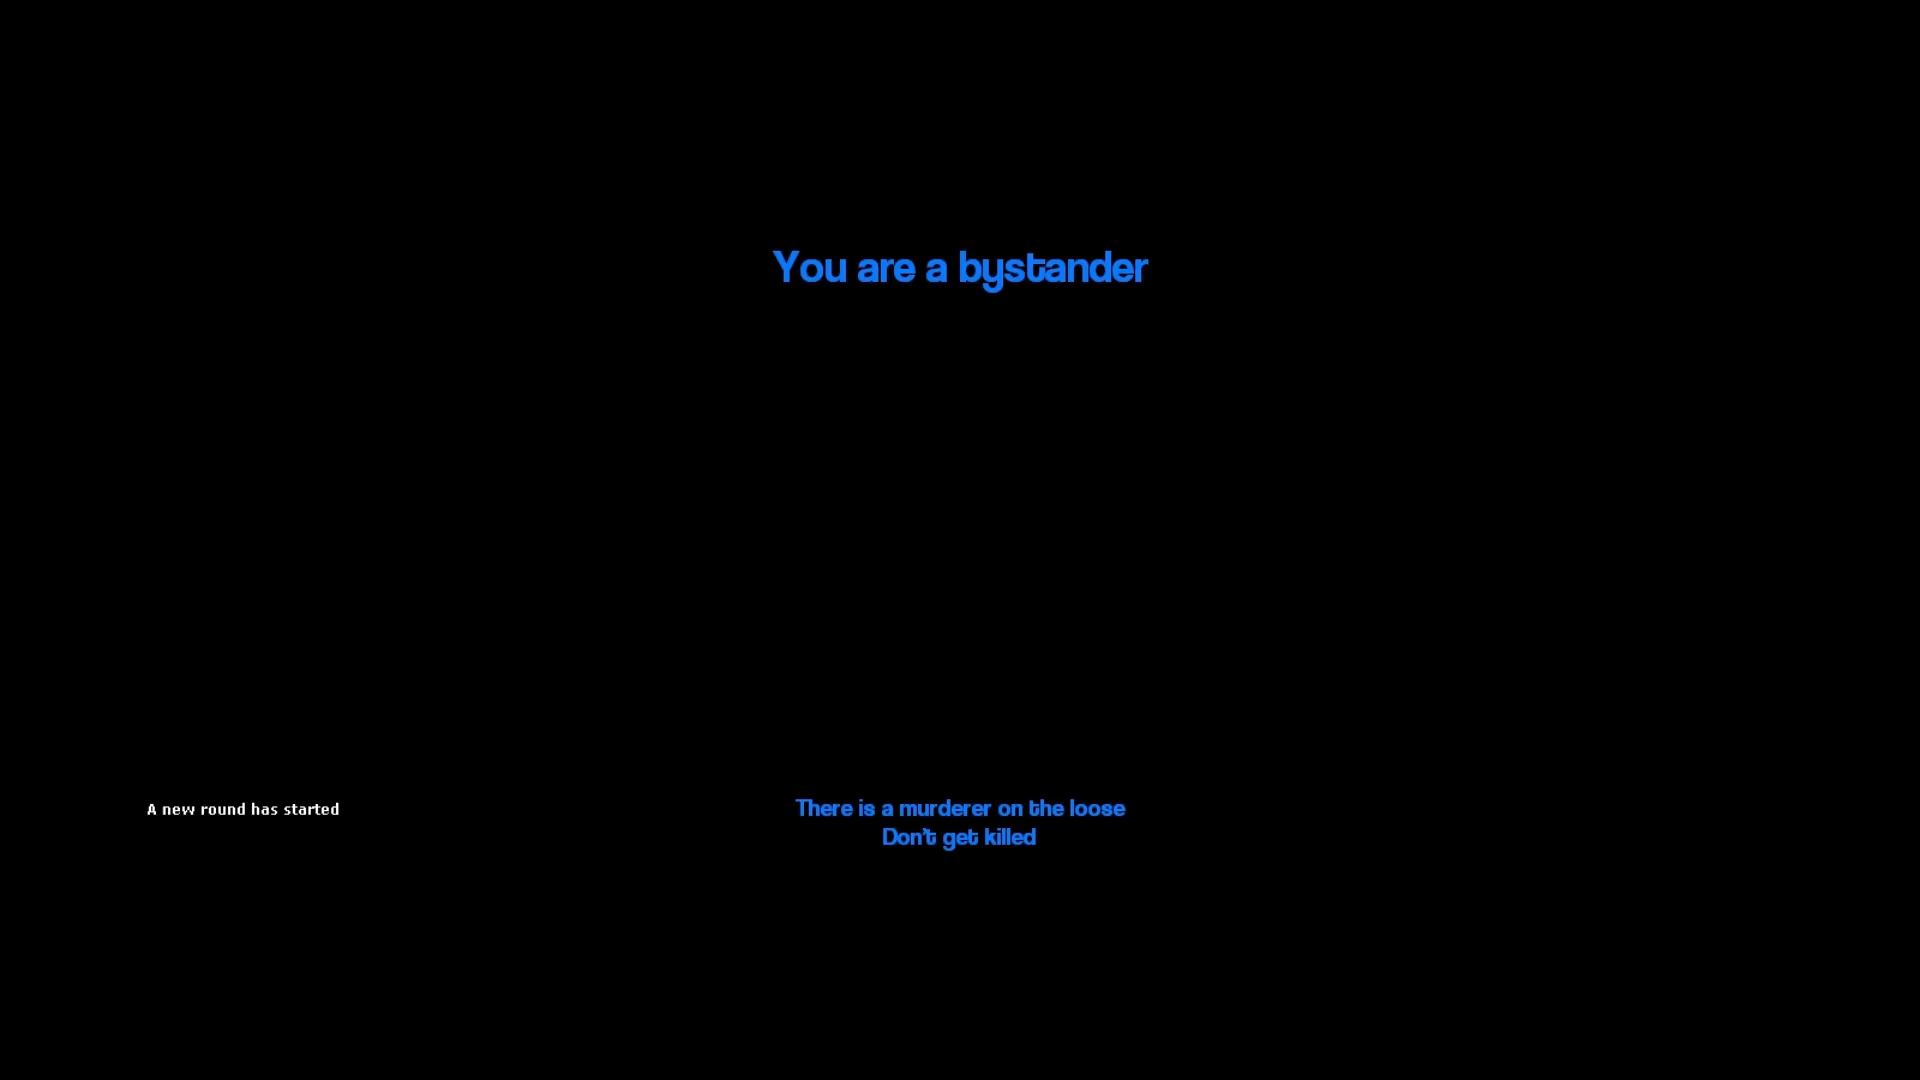 You are a bystander
A new round has started
There is a murderer on the loose
Don't get killed